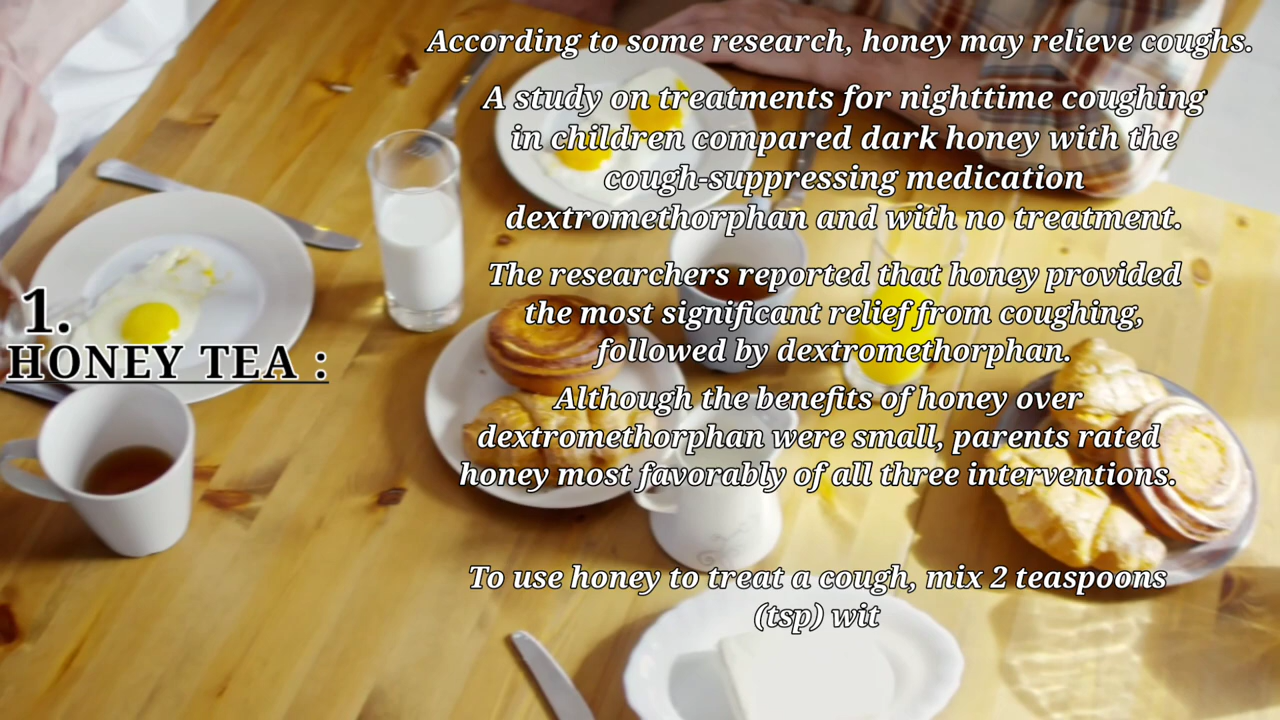 According to some research, honey may relieve coughs.
A study on treatments for nighttime coughing
in children compared dark honey with the
cough-suppressing medication
dextromethorphan and with no treatment.
The researchers reported that honey provided
the most significant relief from coughing,
followed by dextromethorphan.
Although the benefits of honey over
dextromethorphan were small, parents rated
honey most favorably of all three interventions.
To use honey to treat a cough, mix 2 teaspoons
(tsp) wit
1.
HONEY TEA :